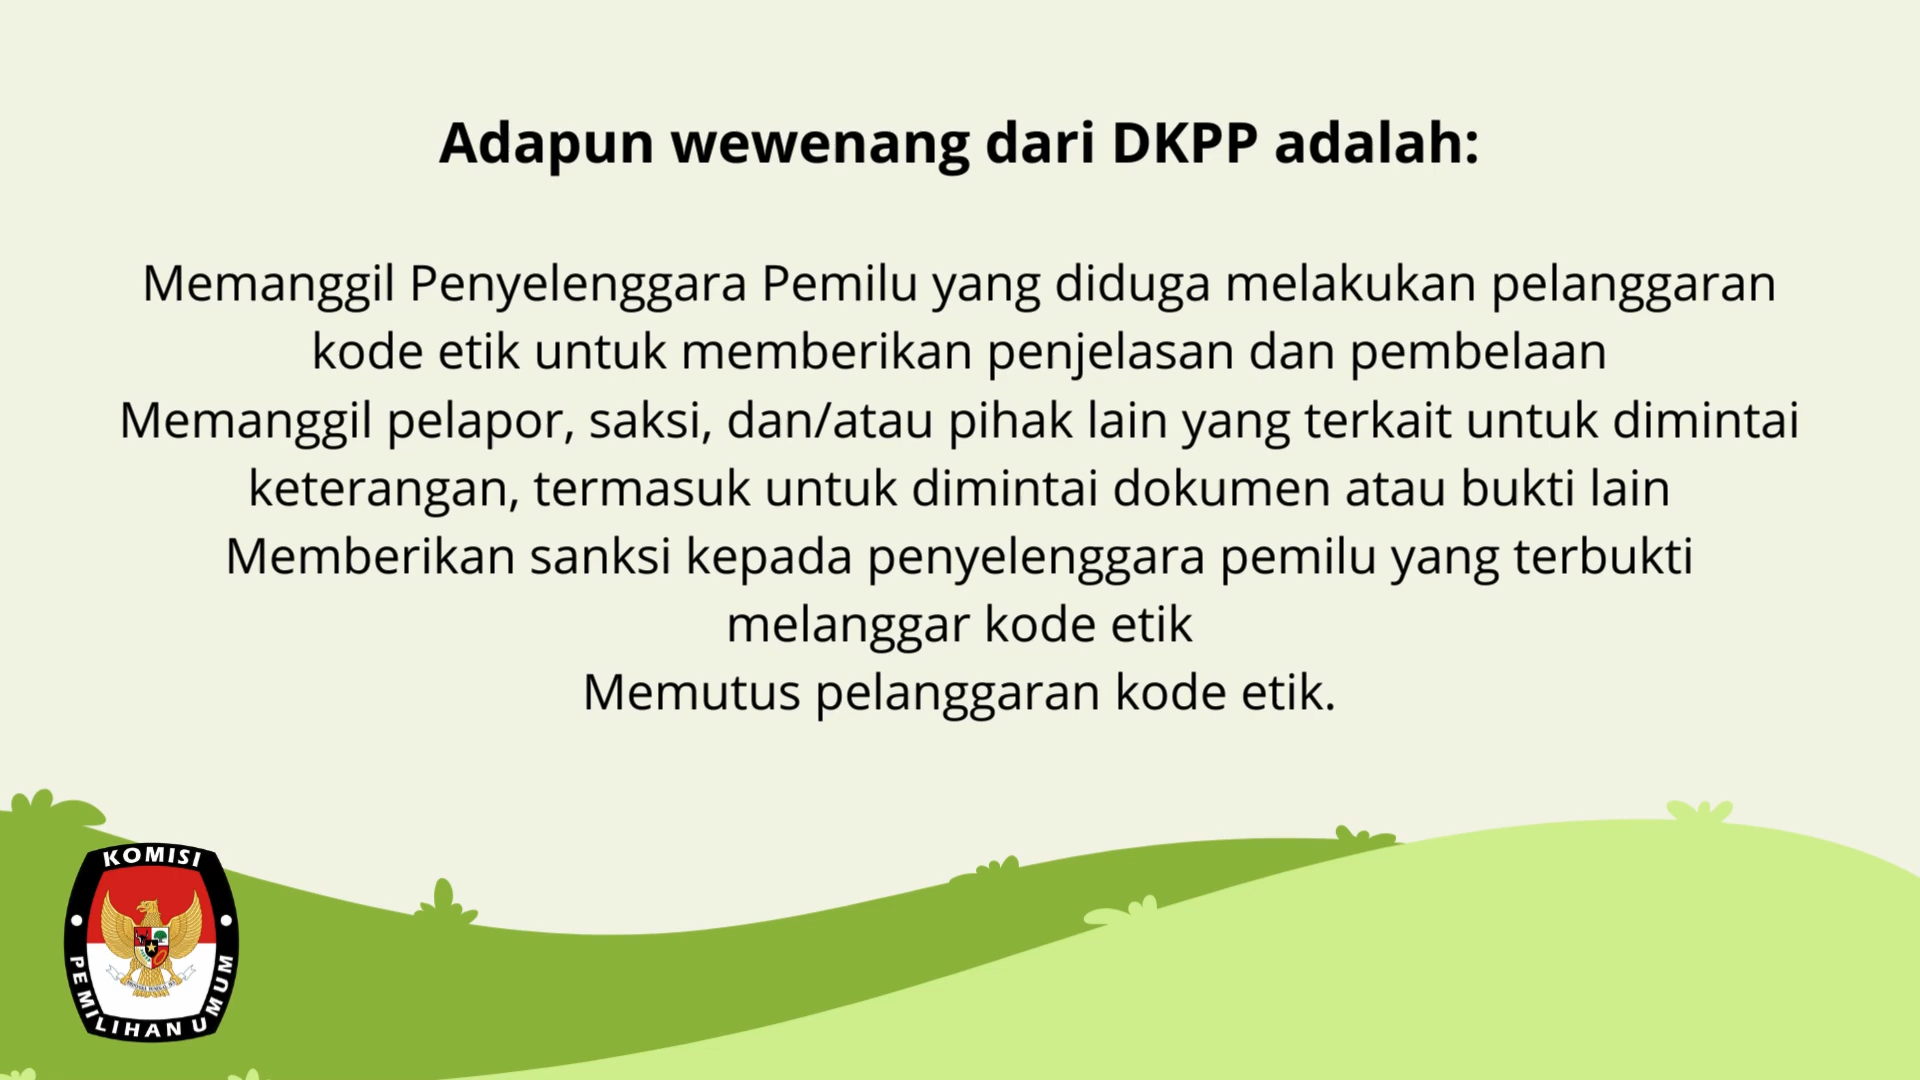 Adapun wewenang dari DKPP adalah:
Memanggil Penyelenggara Pemilu yang diduga melakukan pelanggaran
kode etik untuk memberikan penjelasan dan pembelaan
Memanggil pelapor, saksi, dan/atau pihak lain yang terkait untuk dimintai
keterangan, termasuk untuk dimintai dokumen atau bukti lain
Memberikan sanksi kepada penyelenggara pemilu yang terbukti
melanggar kode etik
Memutus pelanggaran kode etik.
KOMISI
PEMILIHAN UMUM